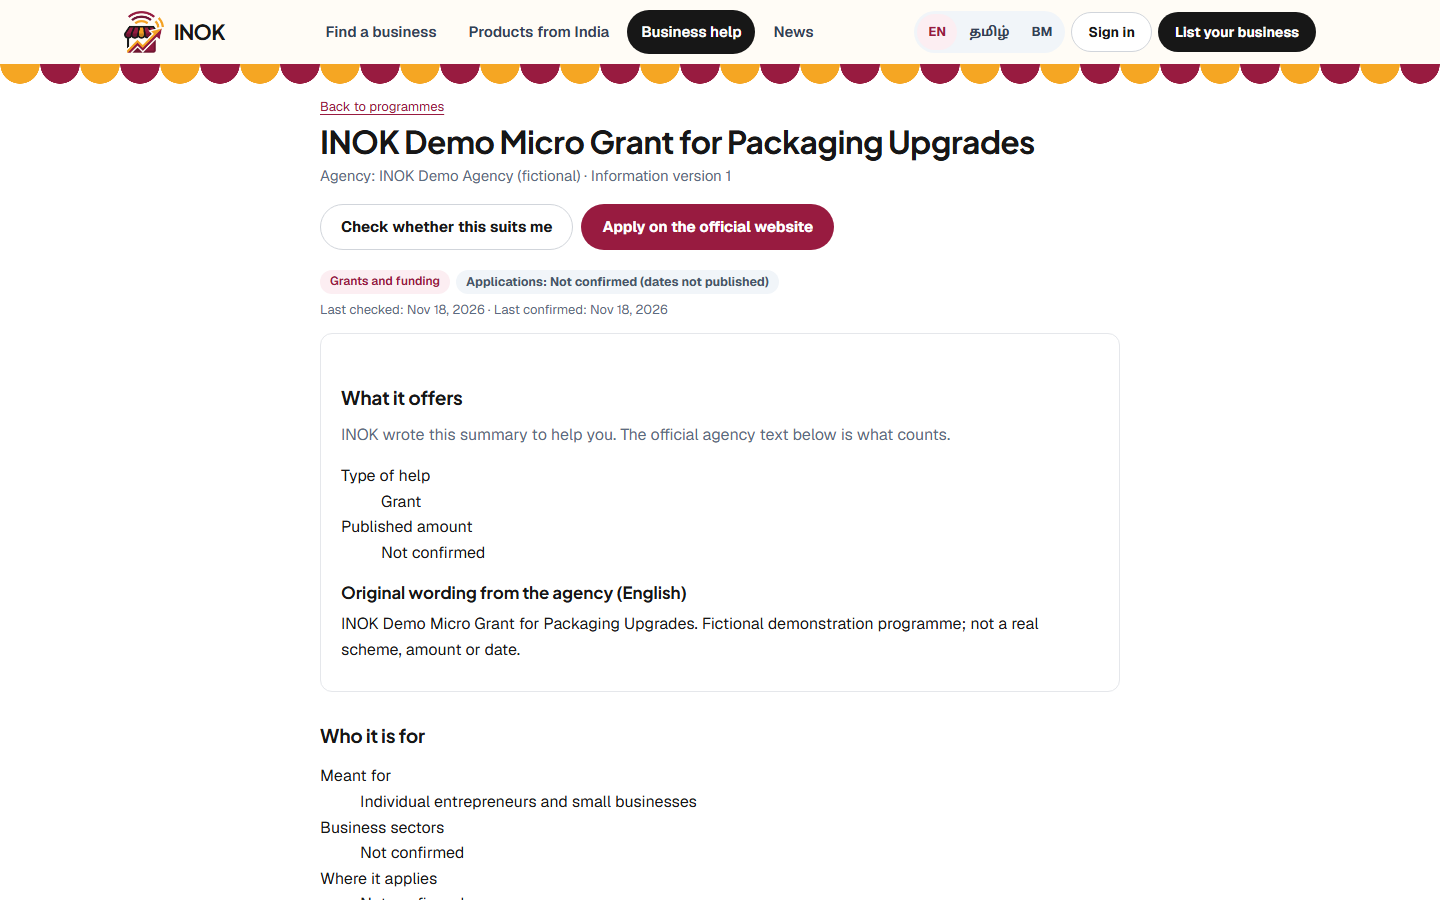 INOK
Find a business
Products from India
Business help
News
EN
தமிழ்
BM
Sign in
List your business
Back to programmes
INOK Demo Micro Grant for Packaging Upgrades
Agency: INOK Demo Agency (fictional) · Information version 1
Check whether this suits me
Apply on the official website
Grants and funding
Applications: Not confirmed (dates not published)
Last checked: Nov 18, 2026 · Last confirmed: Nov 18, 2026
What it offers
INOK wrote this summary to help you. The official agency text below is what counts.
Type of help
Grant
Published amount
Not confirmed
Original wording from the agency (English)
INOK Demo Micro Grant for Packaging Upgrades. Fictional demonstration programme; not a real
scheme, amount or date.
Who it is for
Meant for
Individual entrepreneurs and small businesses
Business sectors
Not confirmed
Where it applies